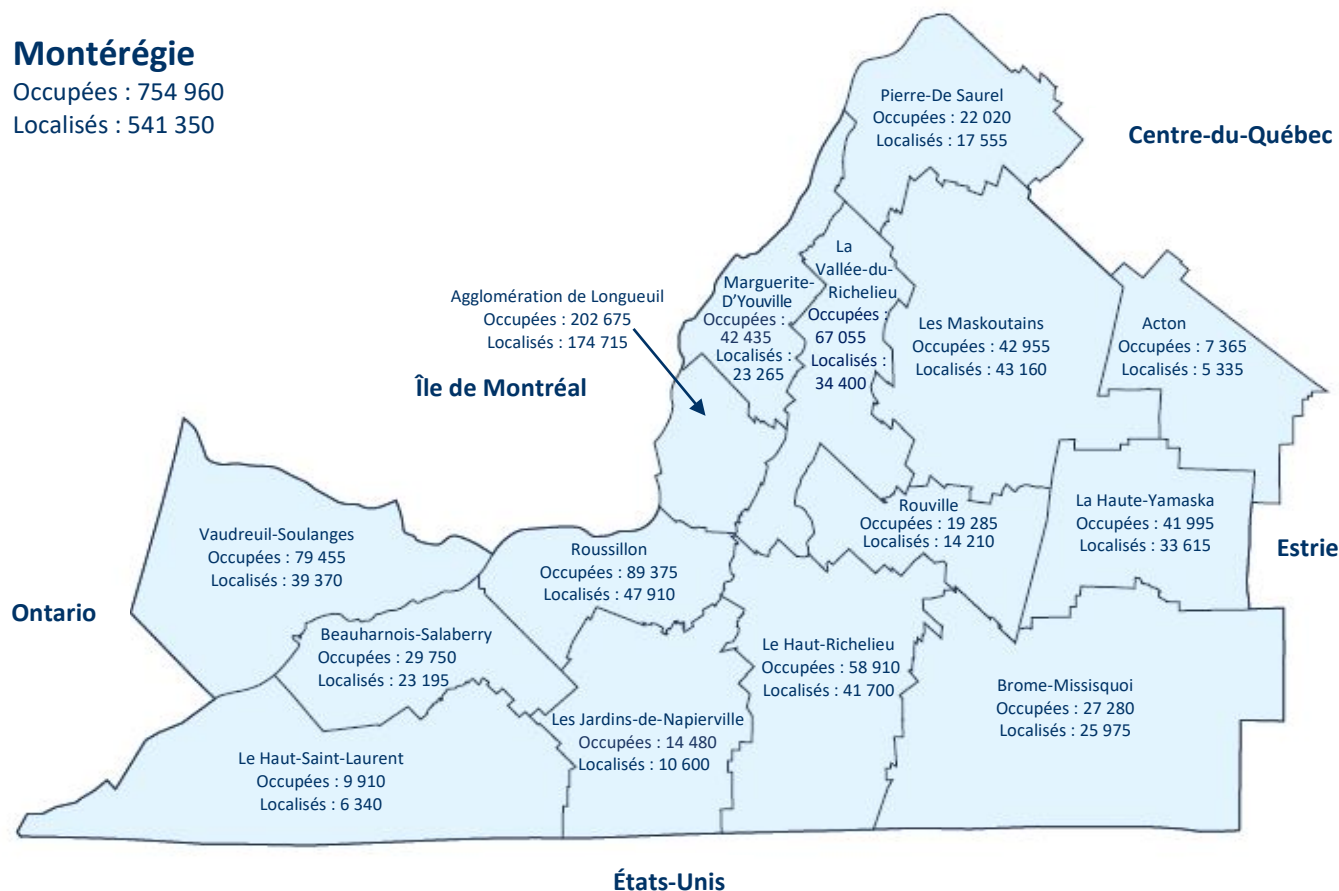 Montérégie
Occupées : 754 960
Localisés : 541 350
Pierre-De Saurel
Occupées : 22 020
Localisés : 17 555
Centre-du-Québec
La
Vallée-du-
Richelieu
Occupées :
67 055
Localisés :
34 400
Marguerite-
D'Youville
Occupées :
42 435
Localisés :
23 265
Agglomération de Longueuil
Occupées : 202 675
Localisés : 174 715
Les Maskoutains
Occupées : 42 955
Localisés : 43 160
Acton
Occupées : 7 365
Localisés : 5 335
Île de Montréal
Rouville
Occupées : 19 285
Localisés : 14 210
La Haute-Yamaska
Occupées : 41 995
Localisés : 33 615
Estrie
Vaudreuil-Soulanges
Occupées : 79 455
Localisés : 39 370
Roussillon
Occupées : 89 375
Localisés : 47 910
Ontario
Beauharnois-Salaberry
Occupées : 29 750
Localisés : 23 195
Le Haut-Richelieu
Occupées : 58 910
Localisés : 41 700
Brome-Missisquoi
Occupées : 27 280
Localisés : 25 975
Les Jardins-de-Napierville
Occupées : 14 480
Localisés : 10 600
Le Haut-Saint-Laurent
Occupées : 9 910
Localisés : 6 340
États-Unis